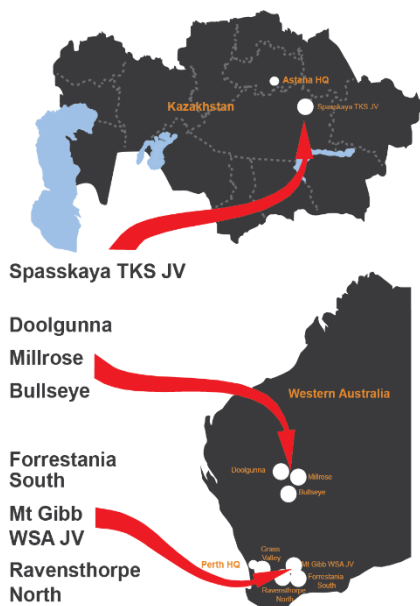 Astana HQ
Kazakhstan
Spasskaya TKS JV
Spasskaya TKS JV
Doolgunna
Millrose
Bullseye
Western Australia
Doolgunna
Millrose
Bullseye
Forrestania
South
Mt Gibb
WSA JV
Ravensthorpe
North
Perth HQ
Grass
Valley
Mt Gibb WSA JV
Forrestania
South
Ravensthorpe
North